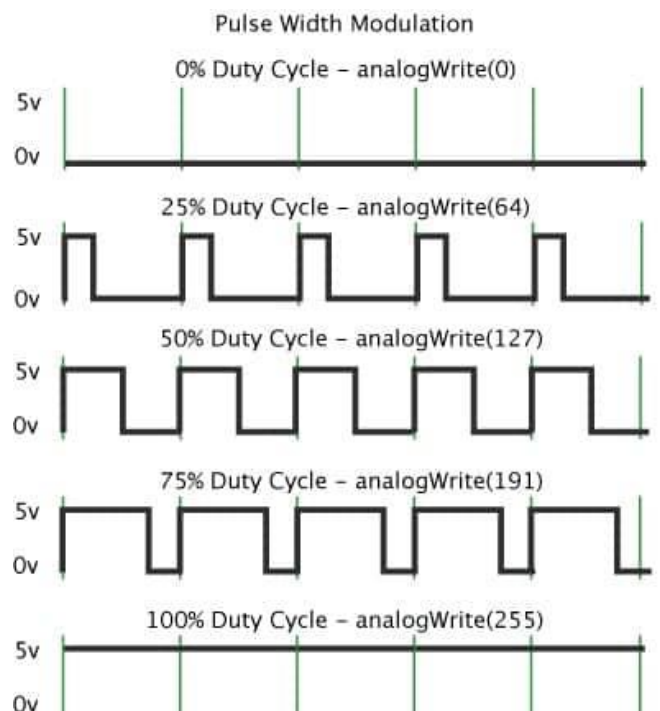 Pulse Width Modulation
0% Duty Cycle – analogWrite(0)
5v
0v
25% Duty Cycle – analogWrite(64)
5v
0v
50% Duty Cycle – analogWrite(127)
5v
0v
75% Duty Cycle – analogWrite(191)
5v
0v
100% Duty Cycle – analogWrite(255)
5v
0v